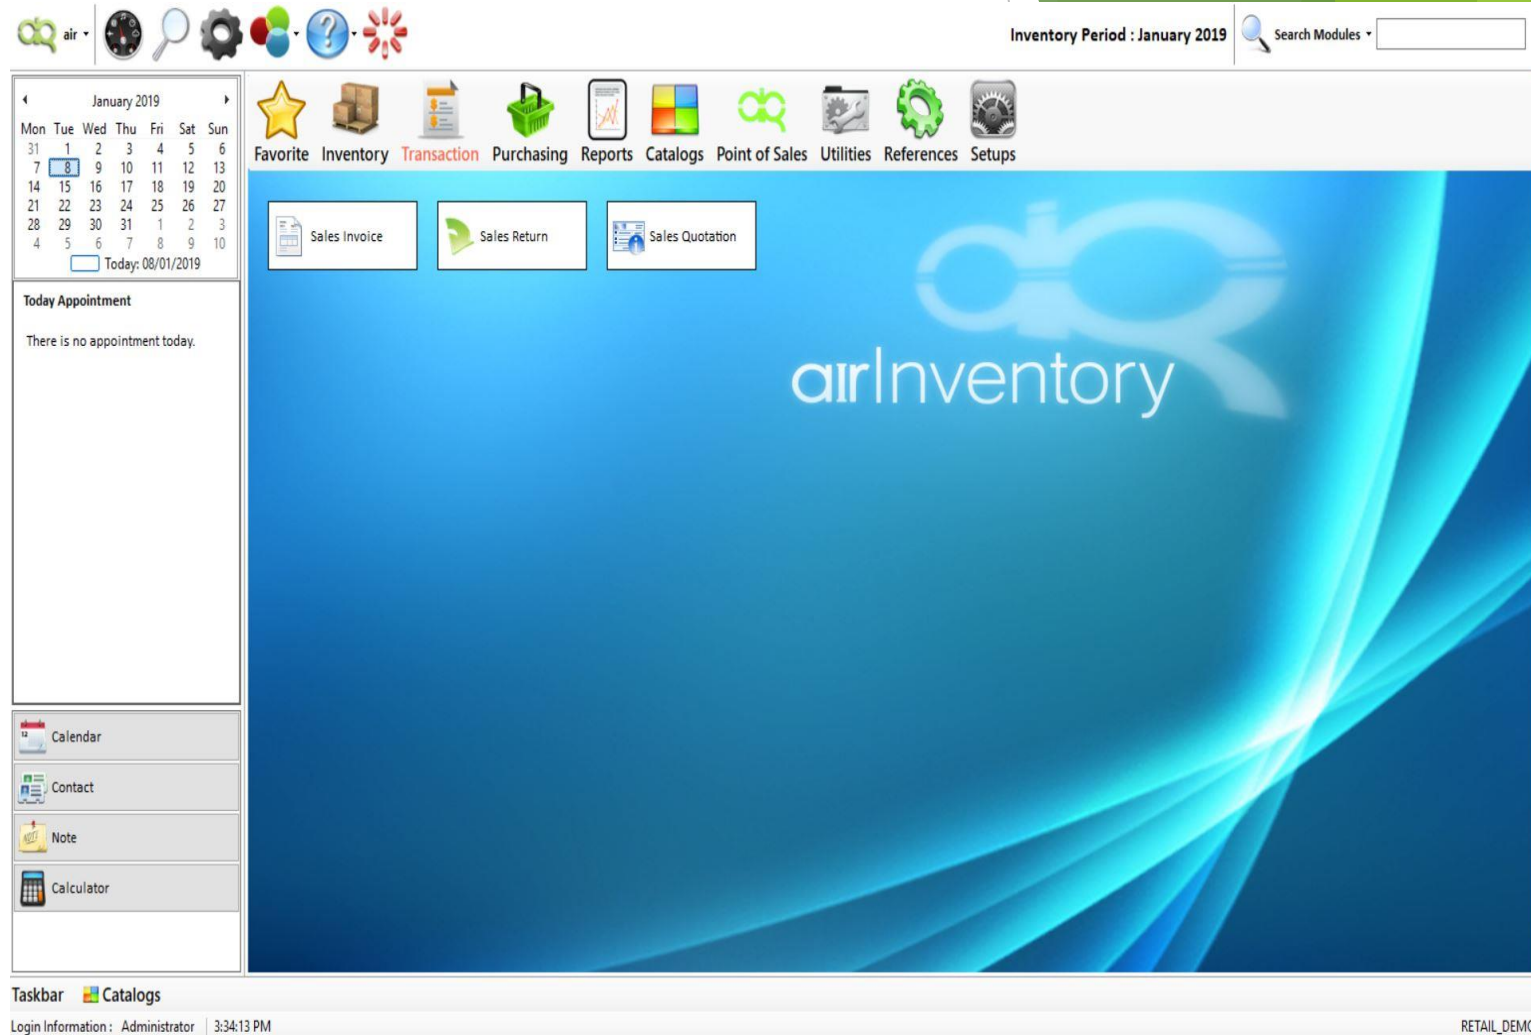 air
Inventory Period : January 2019
Search Modules
January 2019
Mon Tue Wed Thu Fri Sat Sun
31 1 2 3 4 5 6
7 8 9 10 11 12 13
14 15 16 17 18 19 20
21 22 23 24 25 26 27
28 29 30 31 1 2 3
4 5 6 7 8 9 10
Today: 08/01/2019
Favorite Inventory Transaction Purchasing Reports Catalogs Point of Sales Utilities References Setups
Sales Invoice Sales Return Sales Quotation
airInventory
Today Appointment
There is no appointment today.
12
Calendar
Contact
NOTE
Note
Calculator
Taskbar Catalogs
Login Information : Administrator 3:34:13 PM
RETAIL_DEMO